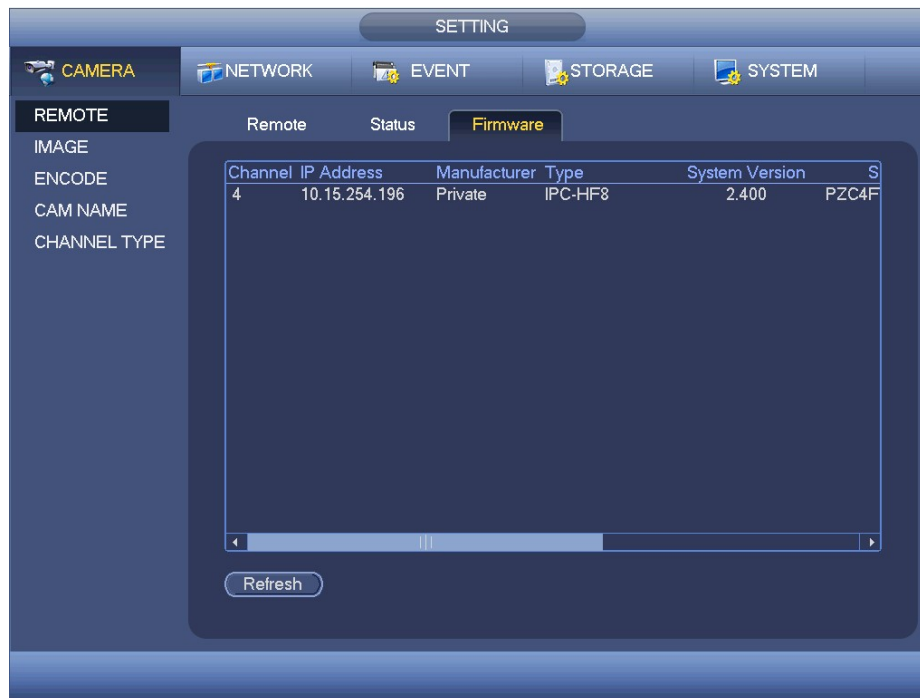 SETTING
CAMERA NETWORK EVENT STORAGE SYSTEM
REMOTE
IMAGE
ENCODE
CAM NAME
CHANNEL TYPE
Remote Status Firmware
Channel IP Address Manufacturer Type System Version S
4 10.15.254.196 Private IPC-HF8 2.400 PZC4F
Refresh